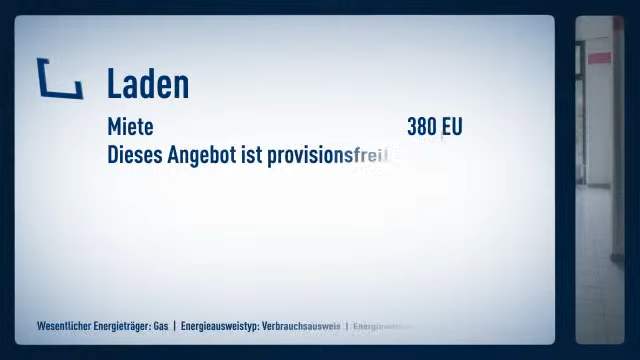 Laden
Miete 380 EU
Dieses Angebot ist provisionsfrei!
Wesentlicher Energieträger: Gas | Energieausweistyp: Verbrauchsausweis |